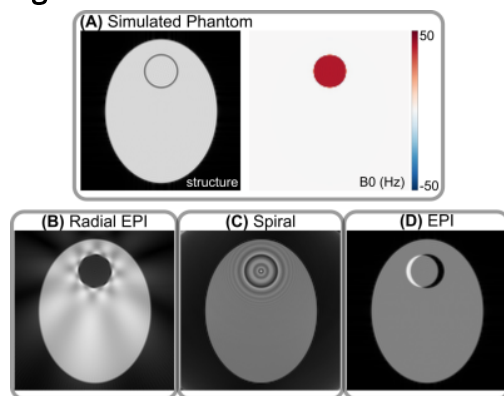 (A) Simulated Phantom
50
structure
B0 (Hz)
-50
(B) Radial EPI
(C) Spiral
(D) EPI